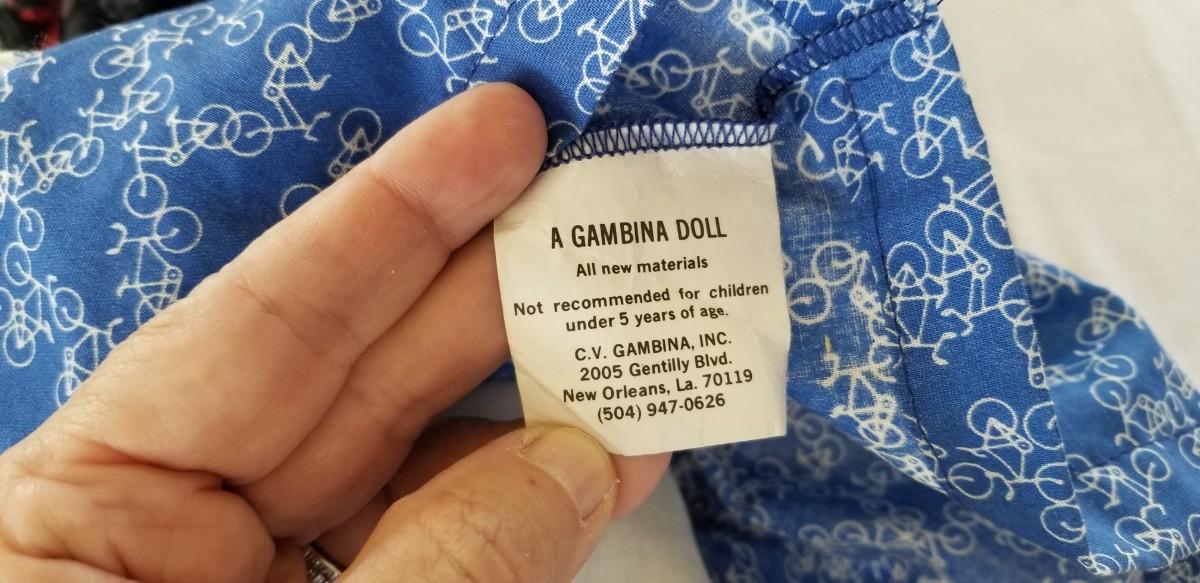 A GAMBINA DOLL
All new materials
Not recommended for children
under 5 years of age.
C.V. GAMBINA, INC.
2005 Gentilly Blvd.
New Orleans, La. 70119
(504) 947-0626